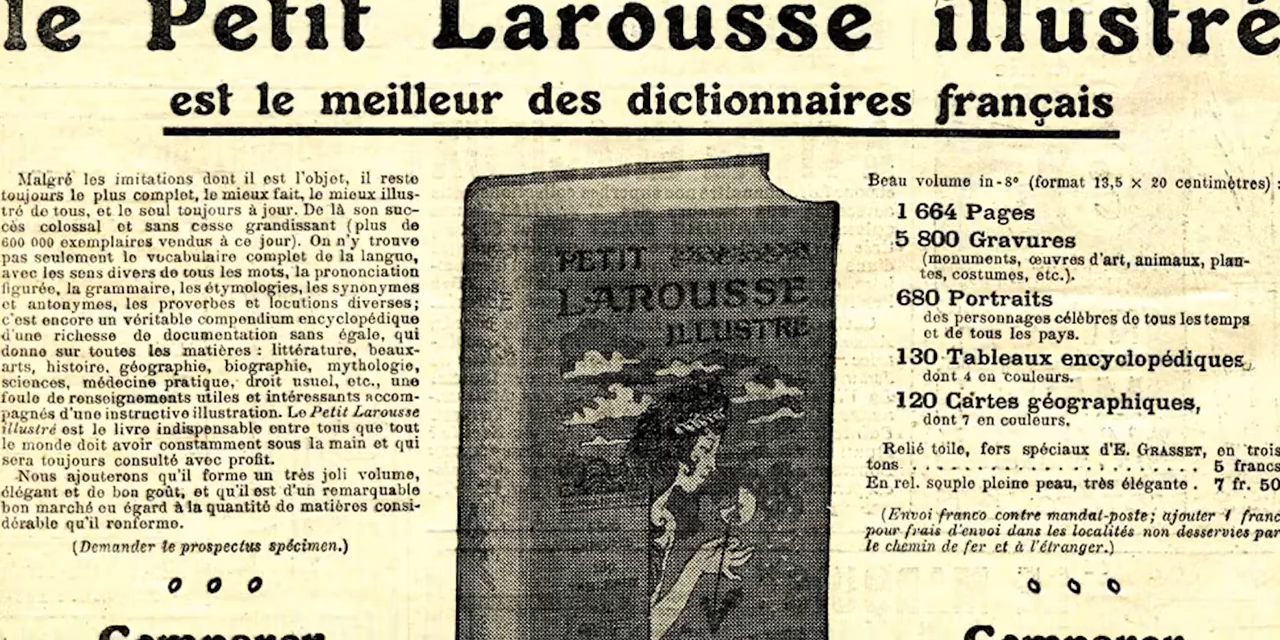 le Petit Larousse illustré
est le meilleur des dictionnaires français
Malgré les imitations dont il est l'objet, il reste
toujours le plus complet, le mieux fait, le mieux illus-
tré de tous, et le seul toujours à jour. De là son suc-
cès colossal et sans cesse grandissant (plus de
600 000 exemplaires vendus à ce jour). On n'y trouve
pas seulement le vocabulaire complet de la langue,
avec les sens divers de tous les mots, la prononciation
figurée, la grammaire, les étymologies, les synonymes
et antonymes, les proverbes et locutions diverses;
c'est encore un véritable compendium encyclopédique
d'une richesse de documentation sans égale, qui
donne sur toutes les matières : littérature, beaux-
arts, histoire, géographie, biographie, mythologie,
sciences, médecine pratique, droit usuel, etc., une
foule de renseignements utiles et intéressants accom-
pagnés d'une instructive illustration. Le Petit Larousse
illustré est le livre indispensable entre tous que tout
le monde doit avoir constamment sous la main et qui
sera toujours consulté avec profit.
Nous ajouterons qu'il forme un très joli volume,
élégant et de bon goût, et qu'il est d'un remarquable
bon marché eu égard à la quantité de matières consi-
dérable qu'il renferme.
(Demander le prospectus spécimen.)
PETIT
LAROUSSE
ILLUSTRE
Beau volume in-8° (format 13,5 × 20 centimètres) :
1 664 Pages
5 800 Gravures
(monuments, œuvres d'art, animaux, plan-
tes, costumes, etc.).
680 Portraits
des personnages célèbres de tous les temps
et de tous les pays.
130 Tableaux encyclopédiques,
dont 4 en couleurs.
120 Cartes géographiques,
dont 7 en couleurs.
Relié toile, fers spéciaux d'E. GRASSET, en trois
tons . . . . . . . . . . . . . . . . . . . . . 5 francs
En rel. souple pleine peau, très élégante . 7 fr. 50
(Envoi franco contre mandat-poste; ajouter 1 franc
pour frais d'envoi dans les localités non desservies par
le chemin de fer et à l'étranger.)
Comparer
Comparer